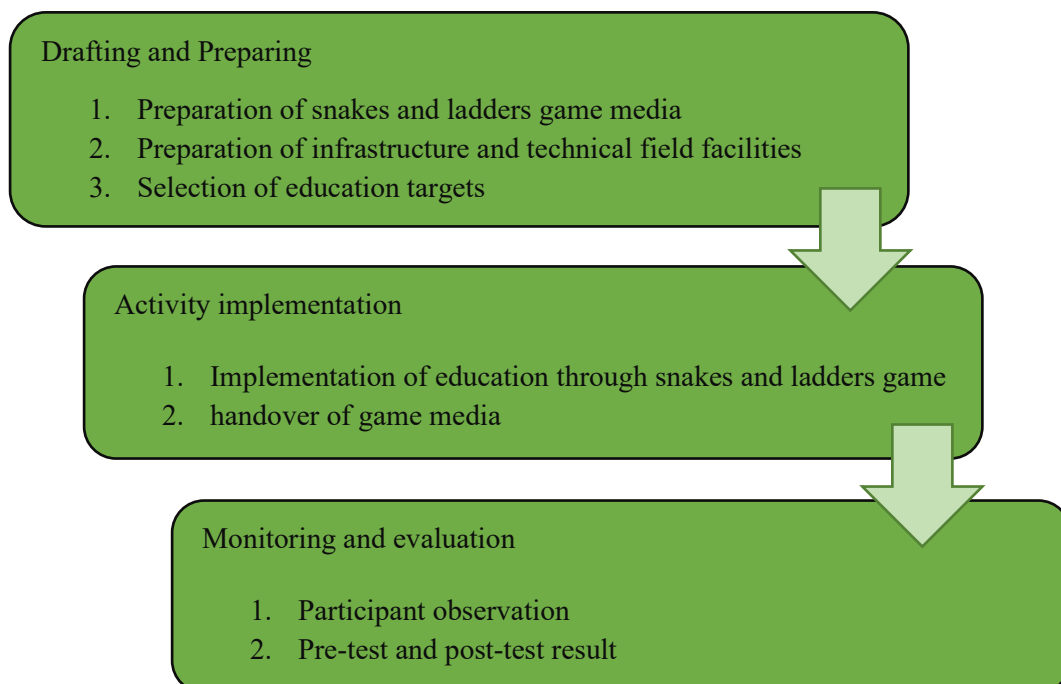 Drafting and Preparing
1. Preparation of snakes and ladders game media
2. Preparation of infrastructure and technical field facilities
3. Selection of education targets
Activity implementation
1. Implementation of education through snakes and ladders game
2. handover of game media
Monitoring and evaluation
1. Participant observation
2. Pre-test and post-test result